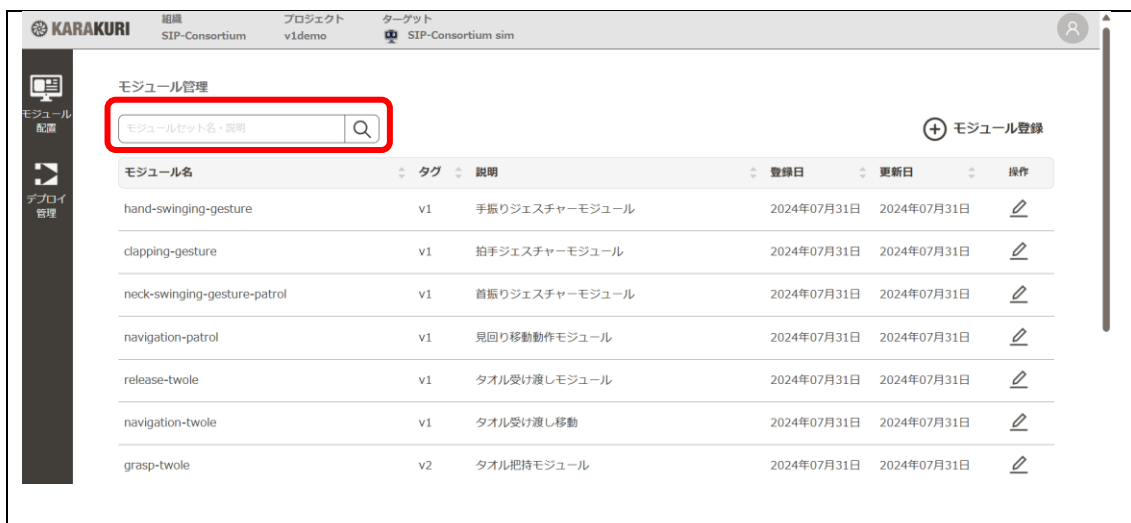 KARAKURI
組織 プロジェクト ターゲット
SIP-Consortium v1demo SIP-Consortium sim
モジュール管理
モジュール
配置
モジュールセット名・説明
モジュール登録
モジュール名 タグ 説明 登録日 更新日 操作
デプロイ
管理
hand-swinging-gesture v1 手振りジェスチャーモジュール 2024年07月31日 2024年07月31日
clapping-gesture v1 拍手ジェスチャーモジュール 2024年07月31日 2024年07月31日
neck-swinging-gesture-patrol v1 首振りジェスチャーモジュール 2024年07月31日 2024年07月31日
navigation-patrol v1 見回り移動動作モジュール 2024年07月31日 2024年07月31日
release-twole v1 タオル受け渡しモジュール 2024年07月31日 2024年07月31日
navigation-twole v1 タオル受け渡し移動 2024年07月31日 2024年07月31日
grasp-twole v2 タオル把持モジュール 2024年07月31日 2024年07月31日